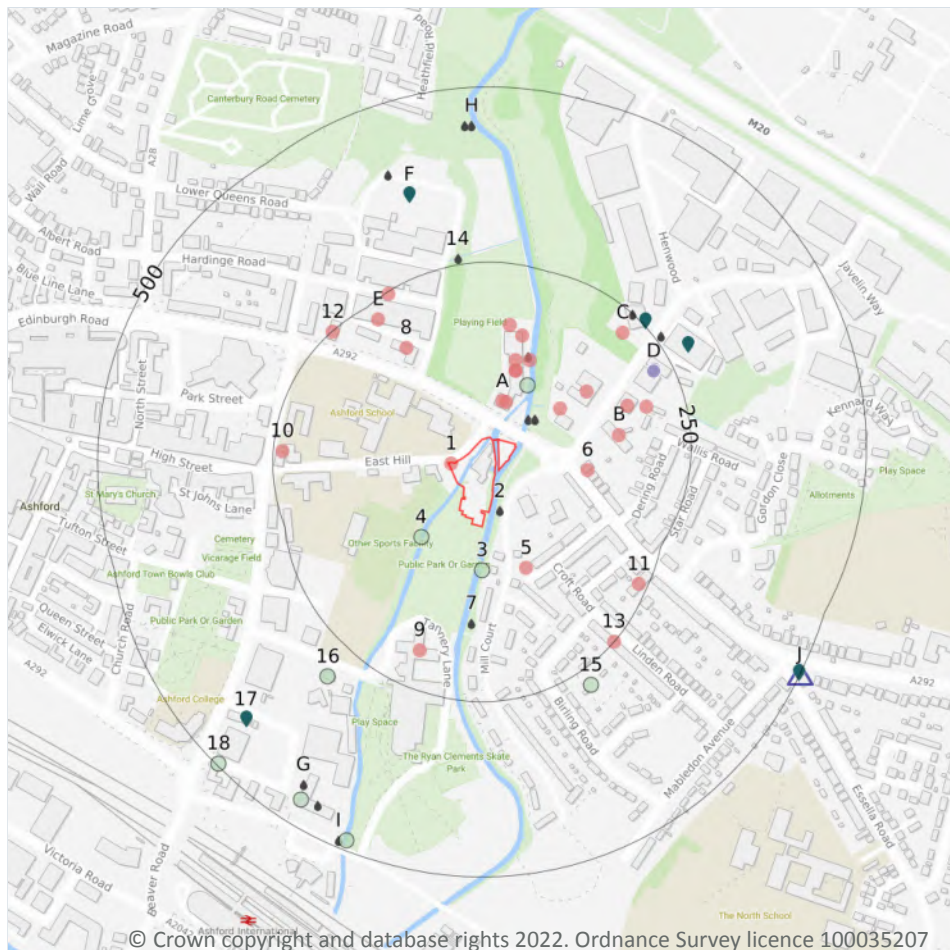 Magazine Road
Heathfield Road
Lime Grove
Canterbury Road Cemetery
H
M20
A28
Wall Road
F
Lower Queens Road
Henwood
Albert Road
14
Hardinge Road
Javelin Way
Blue Line Lane
500
E
12
C
Edinburgh Road
Playing Field
8
D
A292
North Street
A
Park Street
Kennard Way
Ashford School
B
250
10
1
6
Wallis Road
High Street
East Hill
Play Space
St Mary's Church
St Johns Lane
2
Dering Road
Star Road
Gordon Close
Allotments
Ashford
4
Tufton Street
Cemetery
Other Sports Facility
Vicarage Field
3
5
Public Park Or Garden
Ashford Town Bowls Club
Croft Road
11
Queen Street
Church Road
7
Public Park Or Garden
Elwick Lane
9
Tannery Lane
Mill Court
13
A292
Linden Road
J
16
15
A292
Ashford College
17
Play Space
Birling Road
18
The Ryan Clements Skate
Park
Mabledon Avenue
G
Essella Road
I
Victoria Road
Beaver Road
A2042
The North School
Ashford International
© Crown copyright and database rights 2022. Ordnance Survey licence 100035207